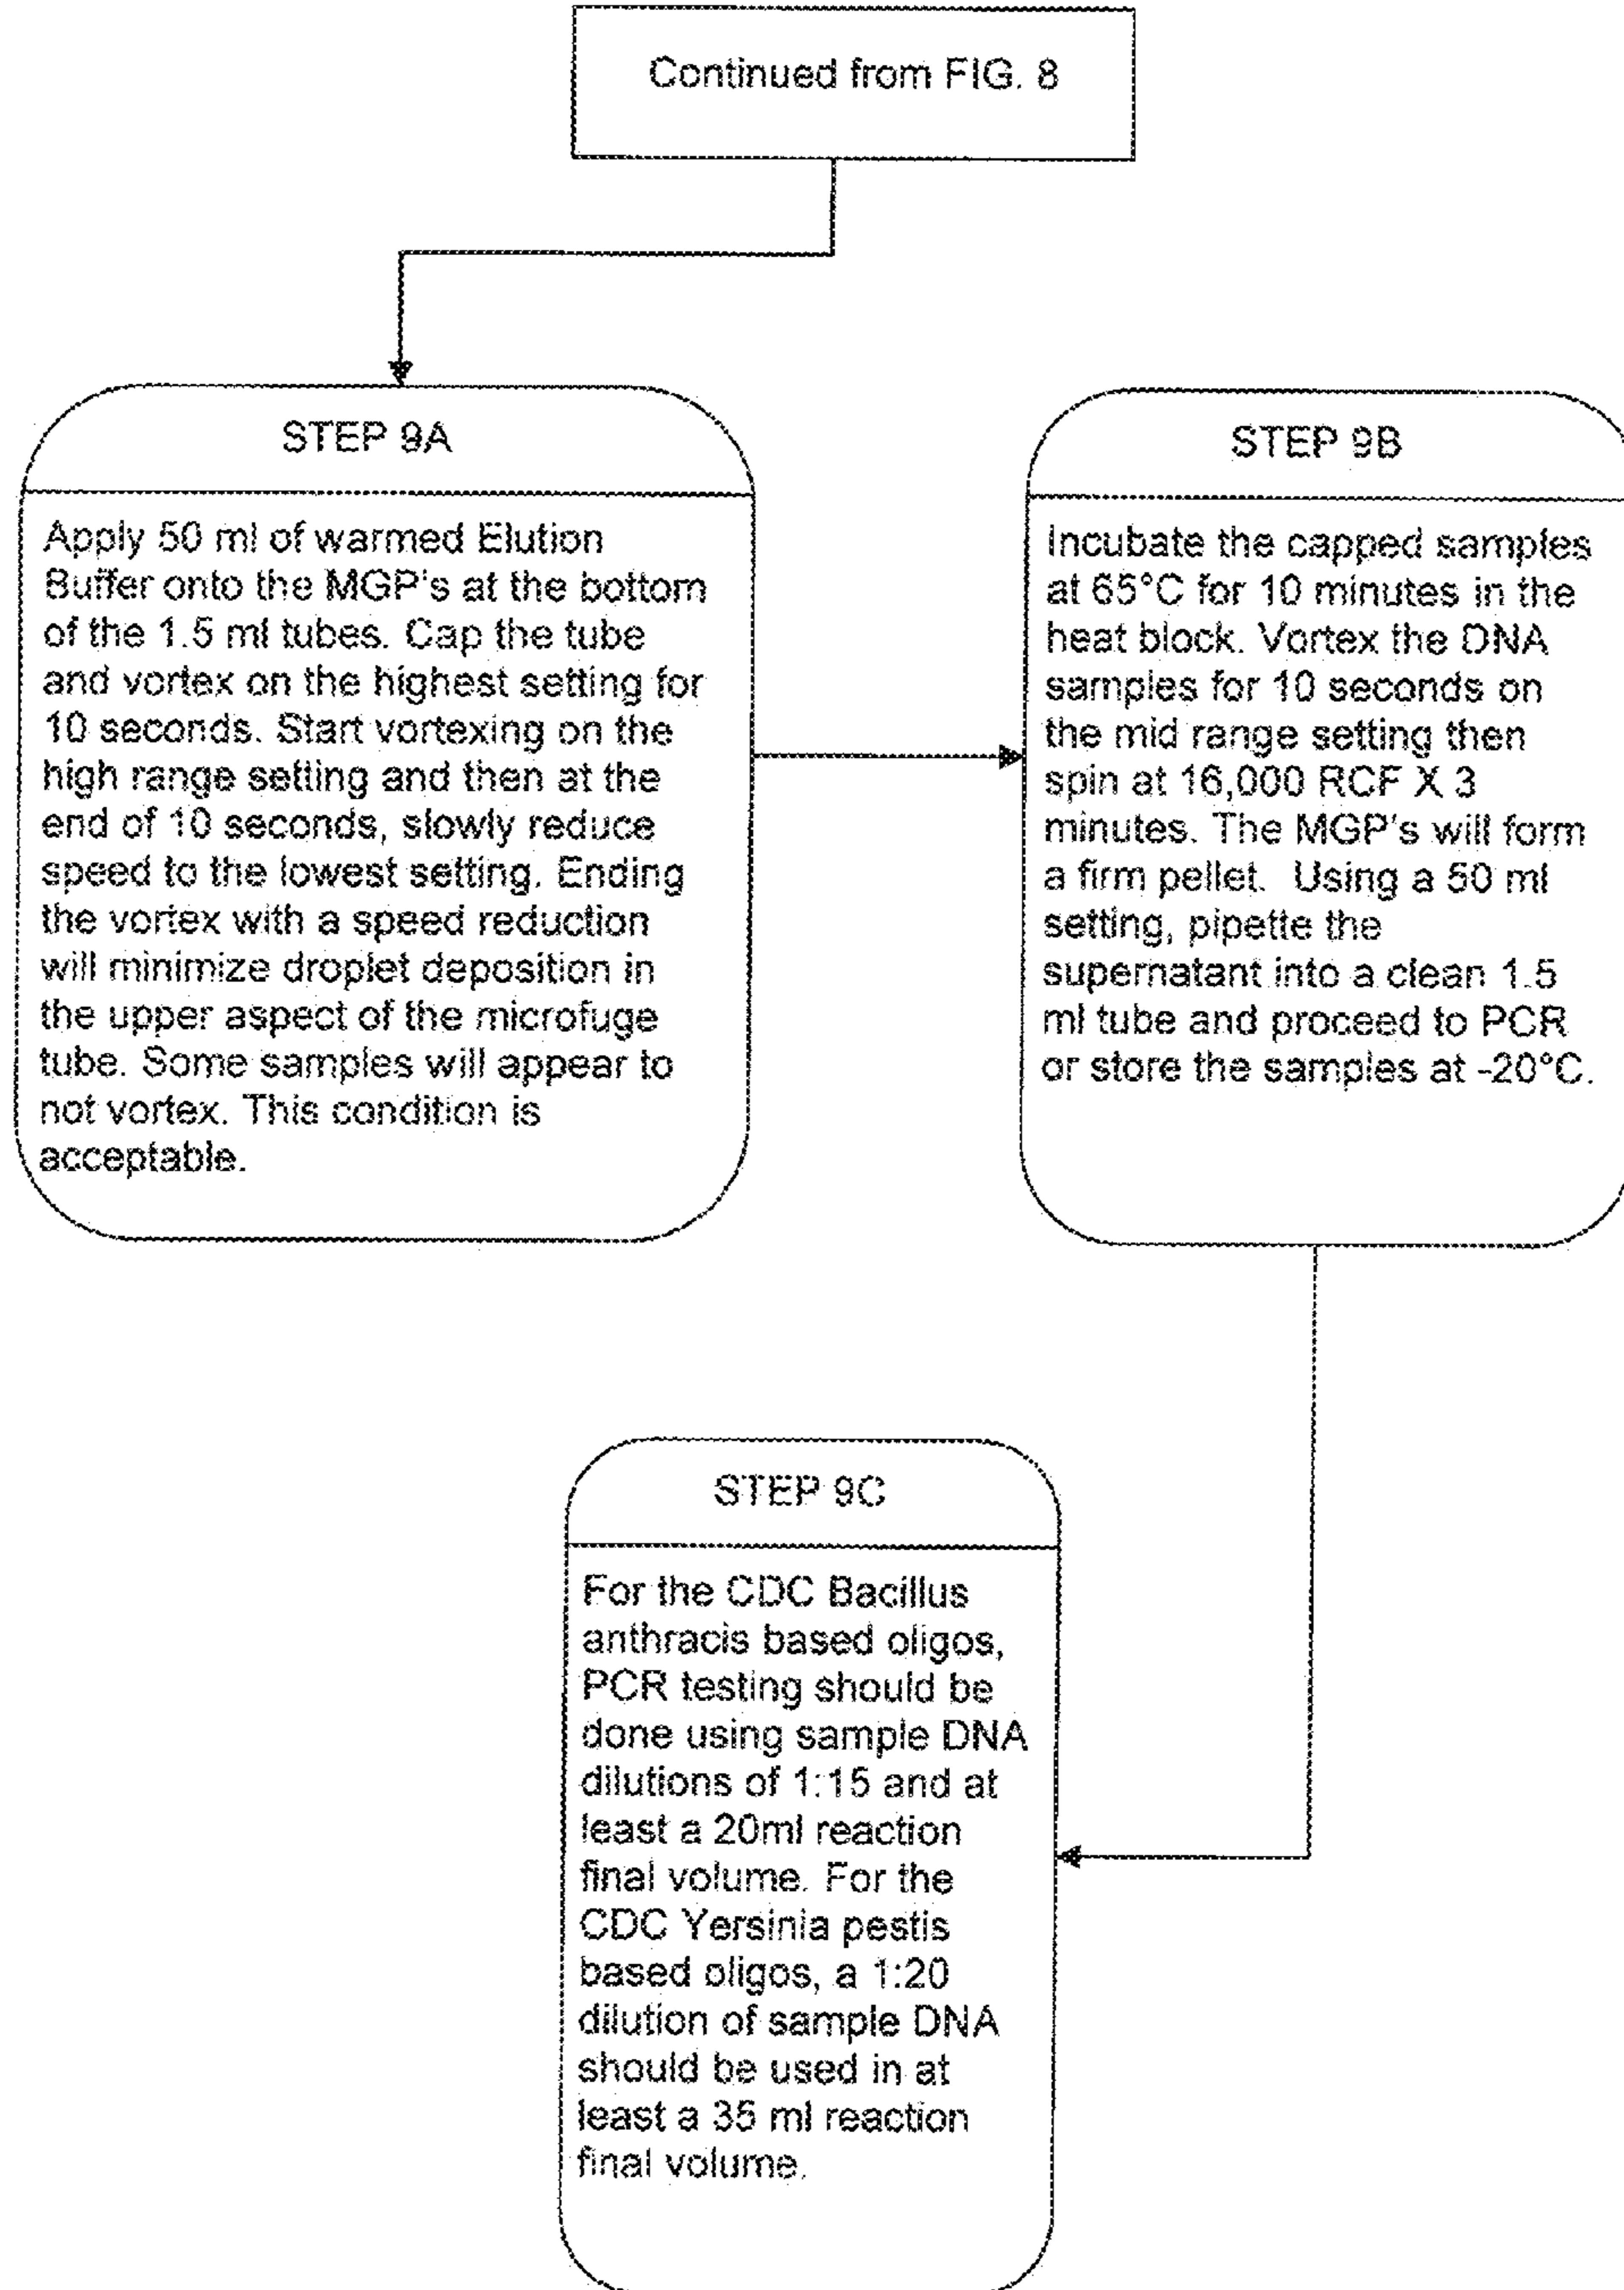 Continued from FIG. 8
STEP 9A
Apply 50 ml of warmed Elution
Buffer onto the MGP's at the bottom
of the 1.5 ml tubes. Cap the tube
and vortex on the highest setting for
10 seconds. Start vortexing on the
high range setting and then at the
end of 10 seconds, slowly reduce
speed to the lowest setting. Ending
the vortex with a speed reduction
will minimize droplet deposition in
the upper aspect of the microfuge
tube. Some samples will appear to
not vortex. This condition is
acceptable.
STEP 9B
Incubate the capped samples
at 65°C for 10 minutes in the
heat block. Vortex the DNA
samples for 10 seconds on
the mid range setting then
spin at 16,000 RCF X 3
minutes. The MGP's will form
a firm pellet. Using a 50 ml
setting, pipette the
supernatant into a clean 1.5
ml tube and proceed to PCR
or store the samples at -20°C.
STEP 9C
For the CDC Bacillus
anthracis based oligos,
PCR testing should be
done using sample DNA
dilutions of 1:15 and at
least a 20ml reaction
final volume. For the
CDC Yersinia pestis
based oligos, a 1:20
dilution of sample DNA
should be used in at
least a 35 ml reaction
final volume.